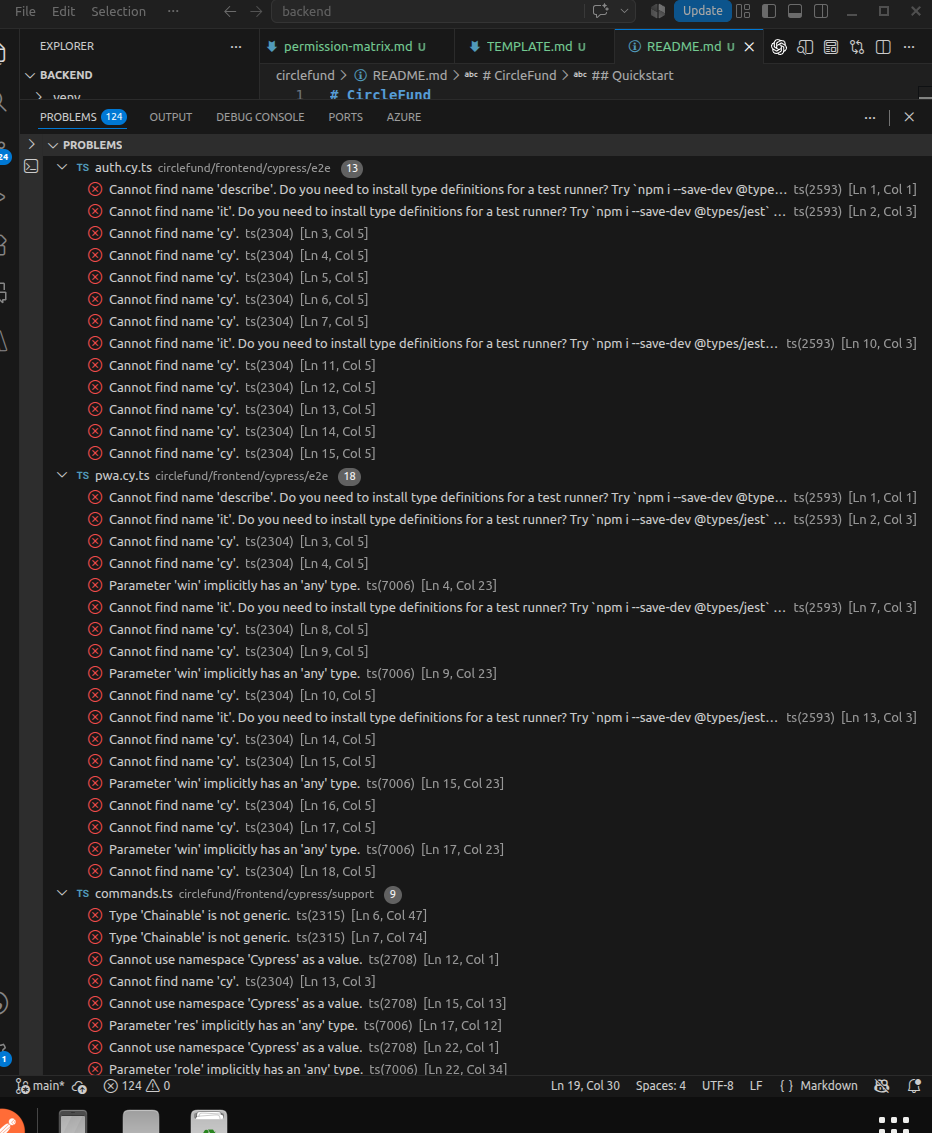 File Edit Selection ··· backend Update
EXPLORER ···
permission-matrix.md U TEMPLATE.md U README.md U
BACKEND
circlefund > README.md > abc # CircleFund > abc ## Quickstart
venv
1 # CircleFund
PROBLEMS 124 OUTPUT DEBUG CONSOLE PORTS AZURE ···
PROBLEMS
24
TS auth.cy.ts circlefund/frontend/cypress/e2e 13
Cannot find name 'describe'. Do you need to install type definitions for a test runner? Try `npm i --save-dev @type... ts(2593) [Ln 1, Col 1]
Cannot find name 'it'. Do you need to install type definitions for a test runner? Try `npm i --save-dev @types/jest` ... ts(2593) [Ln 2, Col 3]
Cannot find name 'cy'. ts(2304) [Ln 3, Col 5]
Cannot find name 'cy'. ts(2304) [Ln 4, Col 5]
Cannot find name 'cy'. ts(2304) [Ln 5, Col 5]
Cannot find name 'cy'. ts(2304) [Ln 6, Col 5]
Cannot find name 'cy'. ts(2304) [Ln 7, Col 5]
Cannot find name 'it'. Do you need to install type definitions for a test runner? Try `npm i --save-dev @types/jest... ts(2593) [Ln 10, Col 3]
Cannot find name 'cy'. ts(2304) [Ln 11, Col 5]
Cannot find name 'cy'. ts(2304) [Ln 12, Col 5]
Cannot find name 'cy'. ts(2304) [Ln 13, Col 5]
Cannot find name 'cy'. ts(2304) [Ln 14, Col 5]
Cannot find name 'cy'. ts(2304) [Ln 15, Col 5]
TS pwa.cy.ts circlefund/frontend/cypress/e2e 18
Cannot find name 'describe'. Do you need to install type definitions for a test runner? Try `npm i --save-dev @type... ts(2593) [Ln 1, Col 1]
Cannot find name 'it'. Do you need to install type definitions for a test runner? Try `npm i --save-dev @types/jest` ... ts(2593) [Ln 2, Col 3]
Cannot find name 'cy'. ts(2304) [Ln 3, Col 5]
Cannot find name 'cy'. ts(2304) [Ln 4, Col 5]
Parameter 'win' implicitly has an 'any' type. ts(7006) [Ln 4, Col 23]
Cannot find name 'it'. Do you need to install type definitions for a test runner? Try `npm i --save-dev @types/jest` ... ts(2593) [Ln 7, Col 3]
Cannot find name 'cy'. ts(2304) [Ln 8, Col 5]
Cannot find name 'cy'. ts(2304) [Ln 9, Col 5]
Parameter 'win' implicitly has an 'any' type. ts(7006) [Ln 9, Col 23]
Cannot find name 'cy'. ts(2304) [Ln 10, Col 5]
Cannot find name 'it'. Do you need to install type definitions for a test runner? Try `npm i --save-dev @types/jest... ts(2593) [Ln 13, Col 3]
Cannot find name 'cy'. ts(2304) [Ln 14, Col 5]
Cannot find name 'cy'. ts(2304) [Ln 15, Col 5]
Parameter 'win' implicitly has an 'any' type. ts(7006) [Ln 15, Col 23]
Cannot find name 'cy'. ts(2304) [Ln 16, Col 5]
Cannot find name 'cy'. ts(2304) [Ln 17, Col 5]
Parameter 'win' implicitly has an 'any' type. ts(7006) [Ln 17, Col 23]
Cannot find name 'cy'. ts(2304) [Ln 18, Col 5]
TS commands.ts circlefund/frontend/cypress/support 9
Type 'Chainable' is not generic. ts(2315) [Ln 6, Col 47]
Type 'Chainable' is not generic. ts(2315) [Ln 7, Col 74]
Cannot use namespace 'Cypress' as a value. ts(2708) [Ln 12, Col 1]
Cannot find name 'cy'. ts(2304) [Ln 13, Col 3]
Cannot use namespace 'Cypress' as a value. ts(2708) [Ln 15, Col 13]
Parameter 'res' implicitly has an 'any' type. ts(7006) [Ln 17, Col 12]
Cannot use namespace 'Cypress' as a value. ts(2708) [Ln 22, Col 1]
1
Parameter 'role' implicitly has an 'any' type. ts(7006) [Ln 22, Col 34]
main* 124 0 Ln 19, Col 30 Spaces: 4 UTF-8 LF { } Markdown